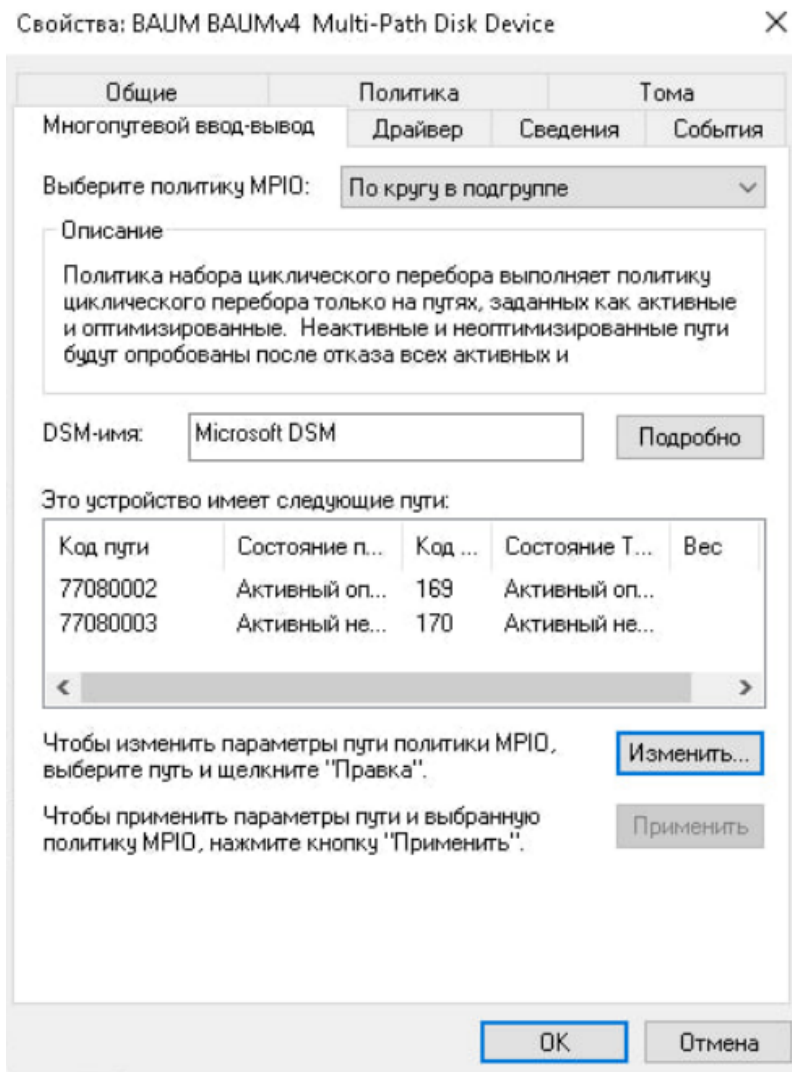 Свойства: BAUM BAUMv4 Multi-Path Disk Device
Общие Политика Тома
Многопутевой ввод-вывод Драйвер Сведения События
Выберите политику MPIO: По кругу в подгруппе
Описание
Политика набора циклического перебора выполняет политику
циклического перебора только на путях, заданных как активные
и оптимизированные. Неактивные и неоптимизированные пути
будут опробованы после отказа всех активных и
DSM-имя: Microsoft DSM Подробно
Это устройство имеет следующие пути:
Код пути Состояние п... Код ... Состояние Т... Вес
77080002 Активный оп... 169 Активный оп...
77080003 Активный не... 170 Активный не...
Чтобы изменить параметры пути политики MPIO,
выберите путь и щелкните "Правка".
Изменить...
Чтобы применить параметры пути и выбранную
политику MPIO, нажмите кнопку "Применить".
Применить
OK Отмена